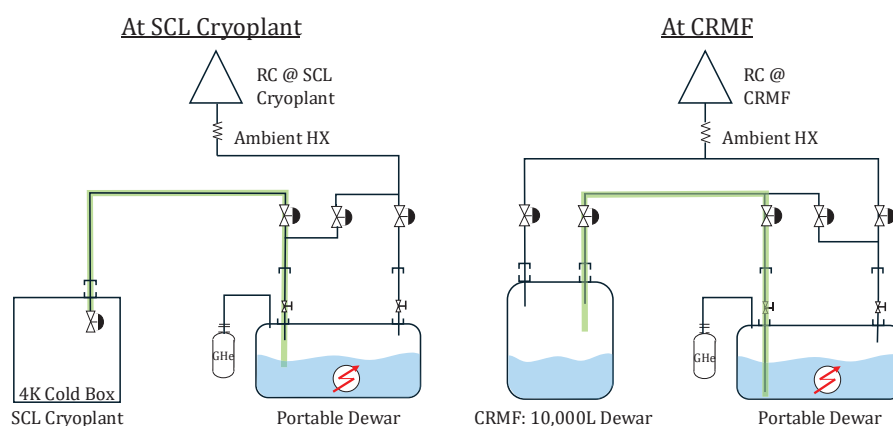 At SCL Cryoplant
RC @ SCL
Cryoplant
Ambient HX
GHe
4K Cold Box
SCL Cryoplant
Portable Dewar
At CRMF
RC @
CRMF
Ambient HX
GHe
CRMF: 10,000L Dewar
Portable Dewar